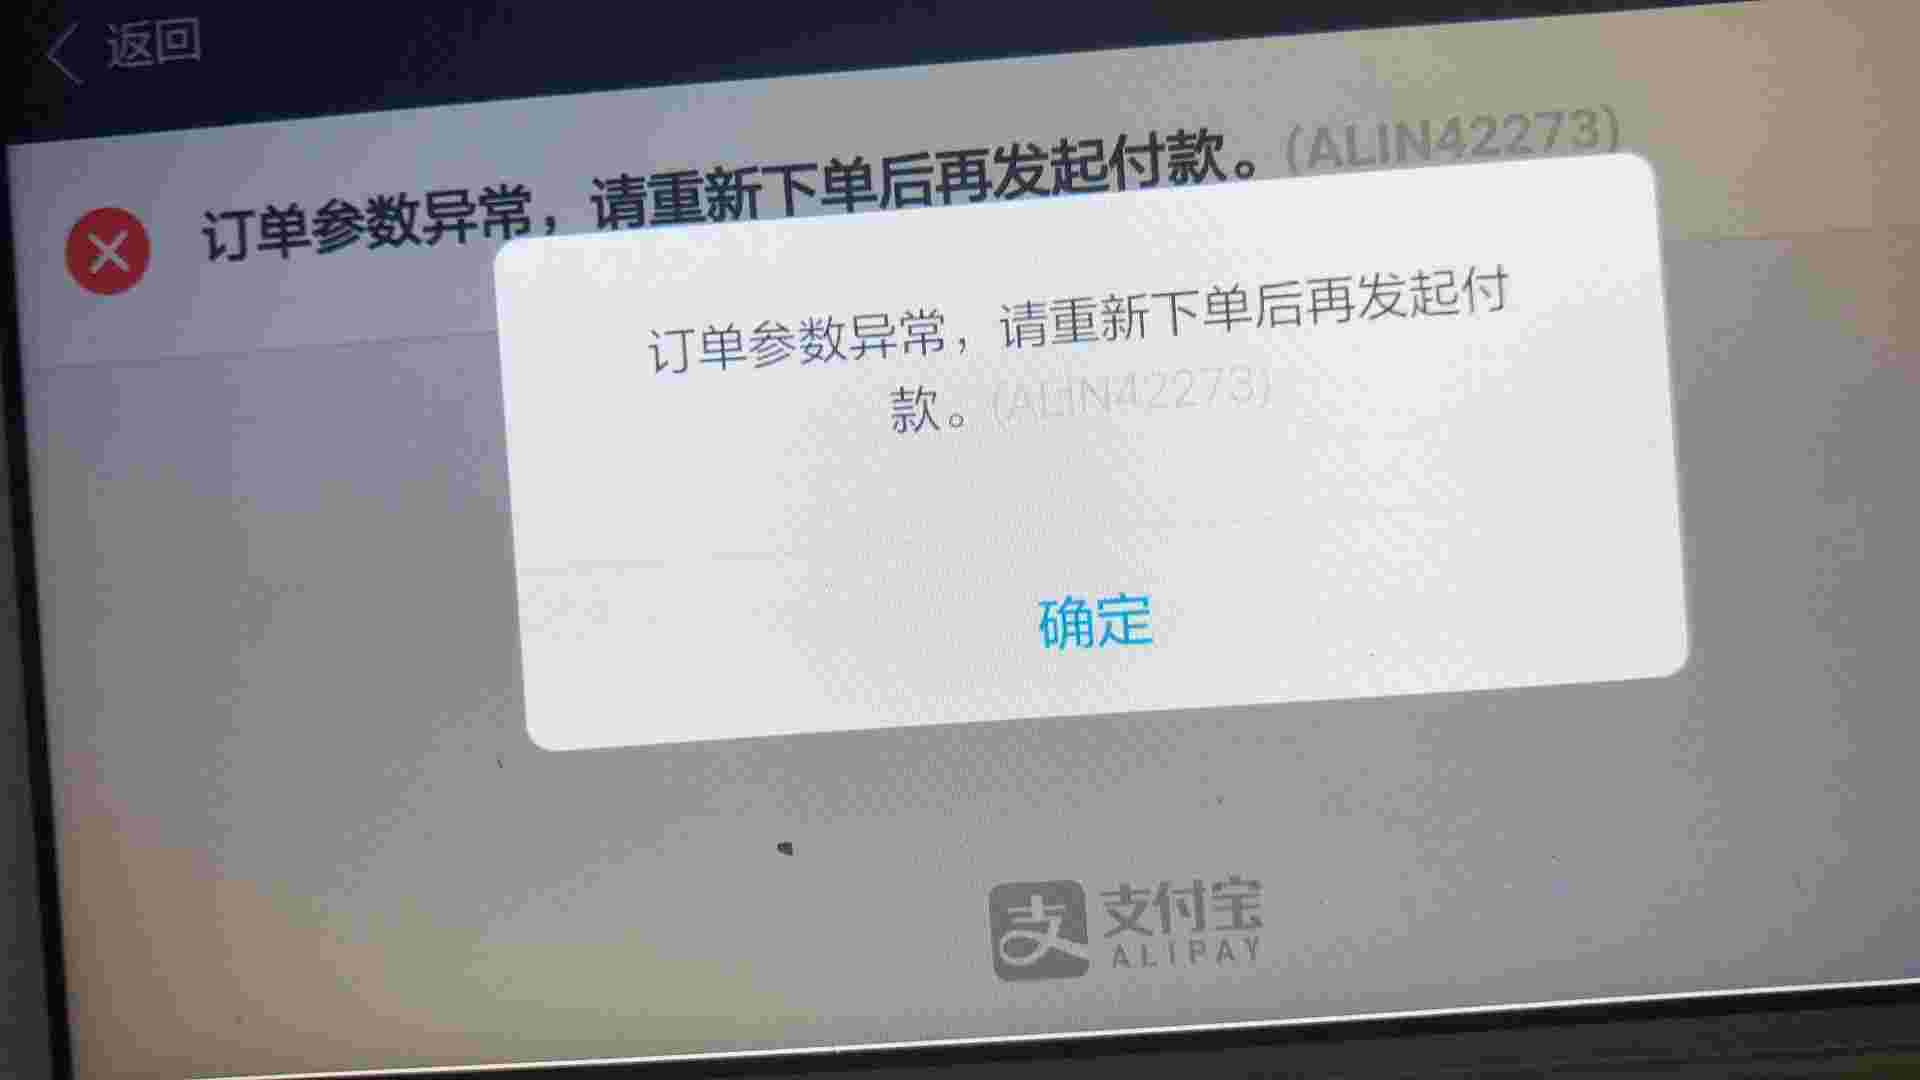 返回
订单参数异常，请重新下单后再发起付款。(ALIN42273)
订单参数异常，请重新下单后再发起付
款。(ALIN42273)
确定
支付宝
ALIPAY